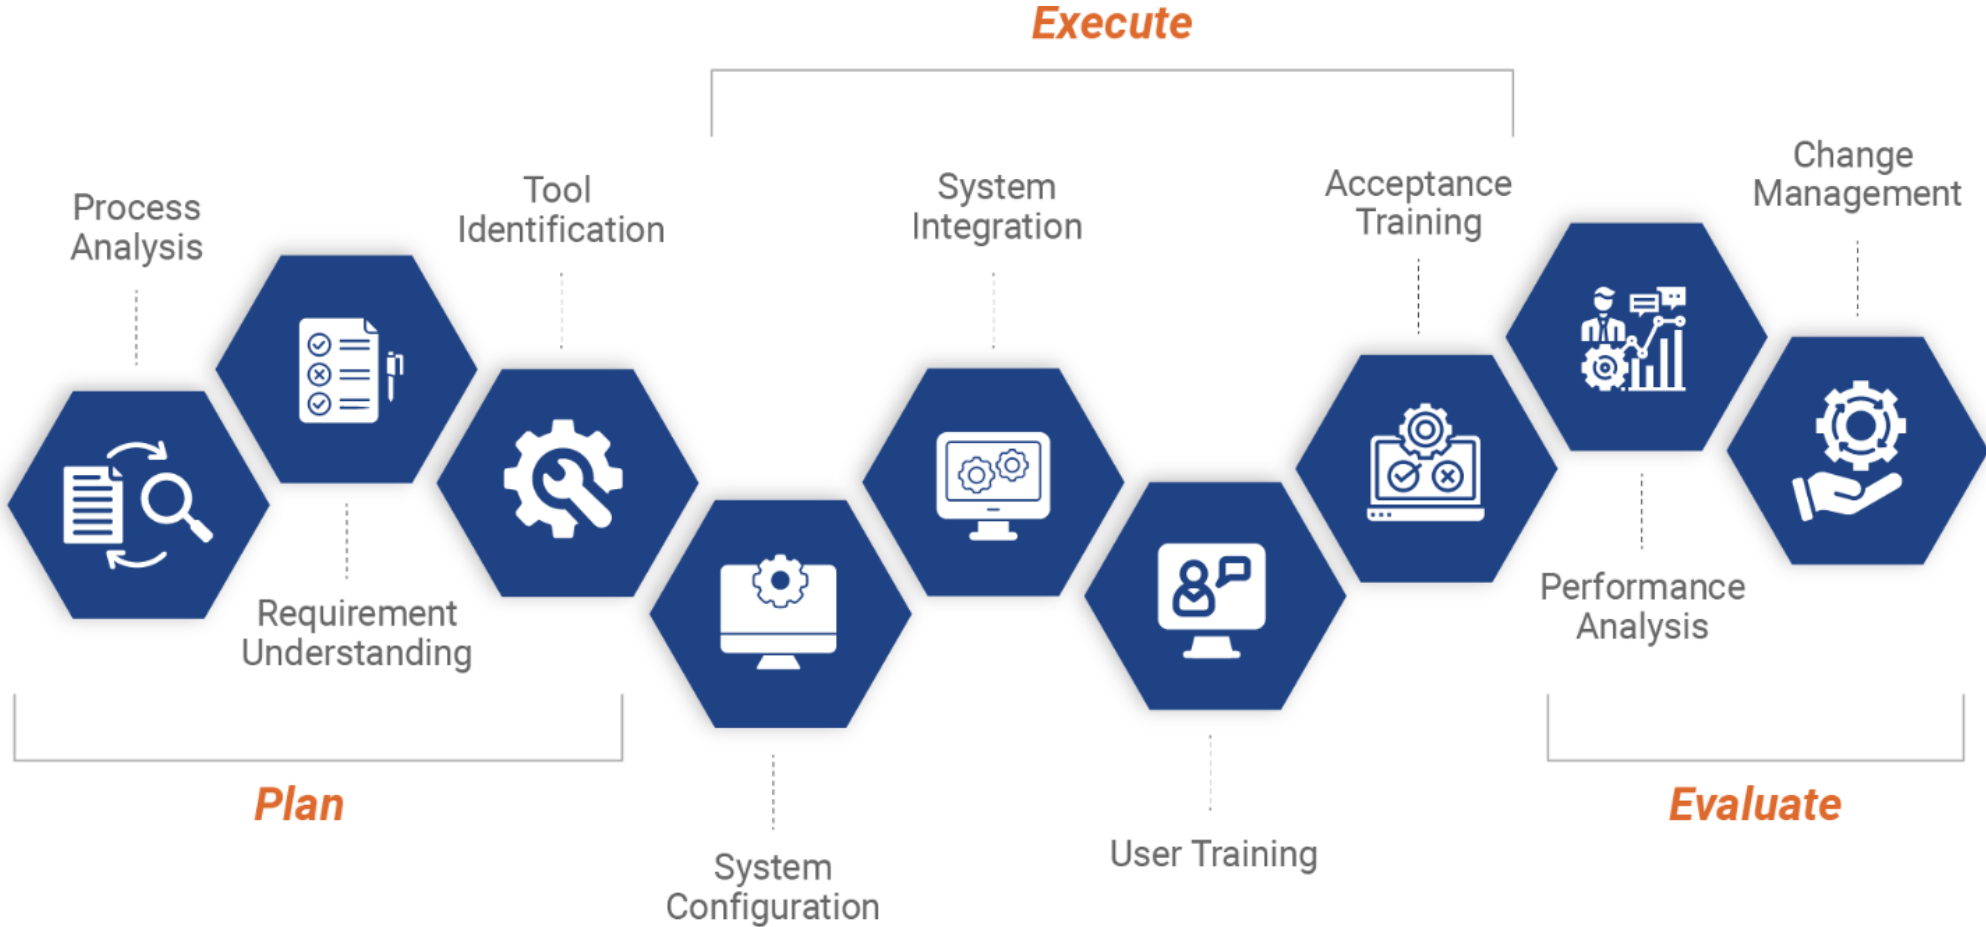 Execute
Process
Analysis
Requirement
Understanding
Tool
Identification
Plan
System
Configuration
System
Integration
User Training
Acceptance
Training
Performance
Analysis
Change
Management
Evaluate